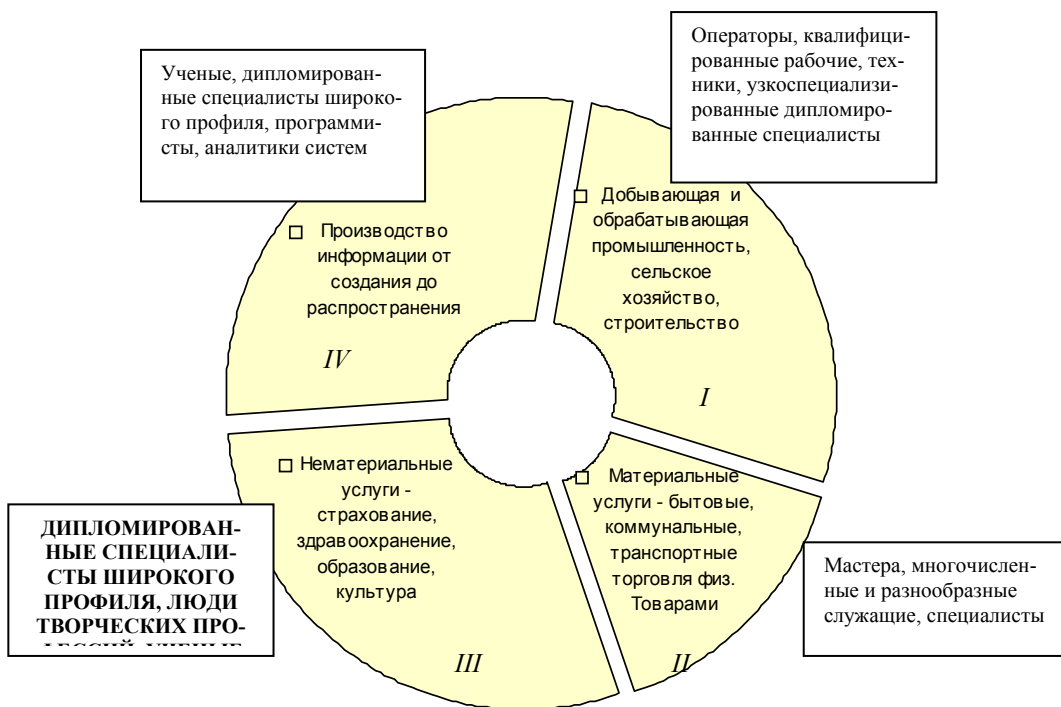 Ученые, дипломирован-
ные специалисты широко-
го профиля, программи-
сты, аналитики систем
Операторы, квалифици-
рованные рабочие, тех-
ники, узкоспециализи-
рованные дипломиро-
ванные специалисты
Производство
информации от
создания до
распространения
IV
Добывающая и
обрабатывающая
промышленность,
сельское
хозяйство,
строительство
I
Нематериальные
услуги -
страхование,
здравоохранение,
образование,
культура
III
Материальные
услуги - бытовые,
коммунальные,
транспортные
торговля физ.
Товарами
II
ДИПЛОМИРОВАН-
НЫЕ СПЕЦИАЛИ-
СТЫ ШИРОКОГО
ПРОФИЛЯ, ЛЮДИ
ТВОРЧЕСКИХ ПРО-
ФЕССИЙ, УЧЕНЫЕ
Мастера, многочислен-
ные и разнообразные
служащие, специалисты